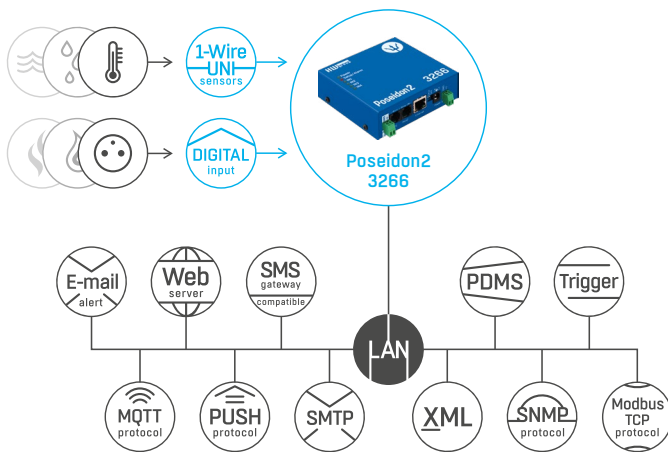 1-Wire
UNI
sensors
HWgroup
Poseidon2
3266
Poseidon2
3266
DIGITAL
input
E-mail
alert
Web
server
SMS
gateway
compatible
PDMS
Trigger
LAN
MQTT
protocol
PUSH
protocol
SMTP
XML
SNMP
protocol
Modbus
TCP
protocol